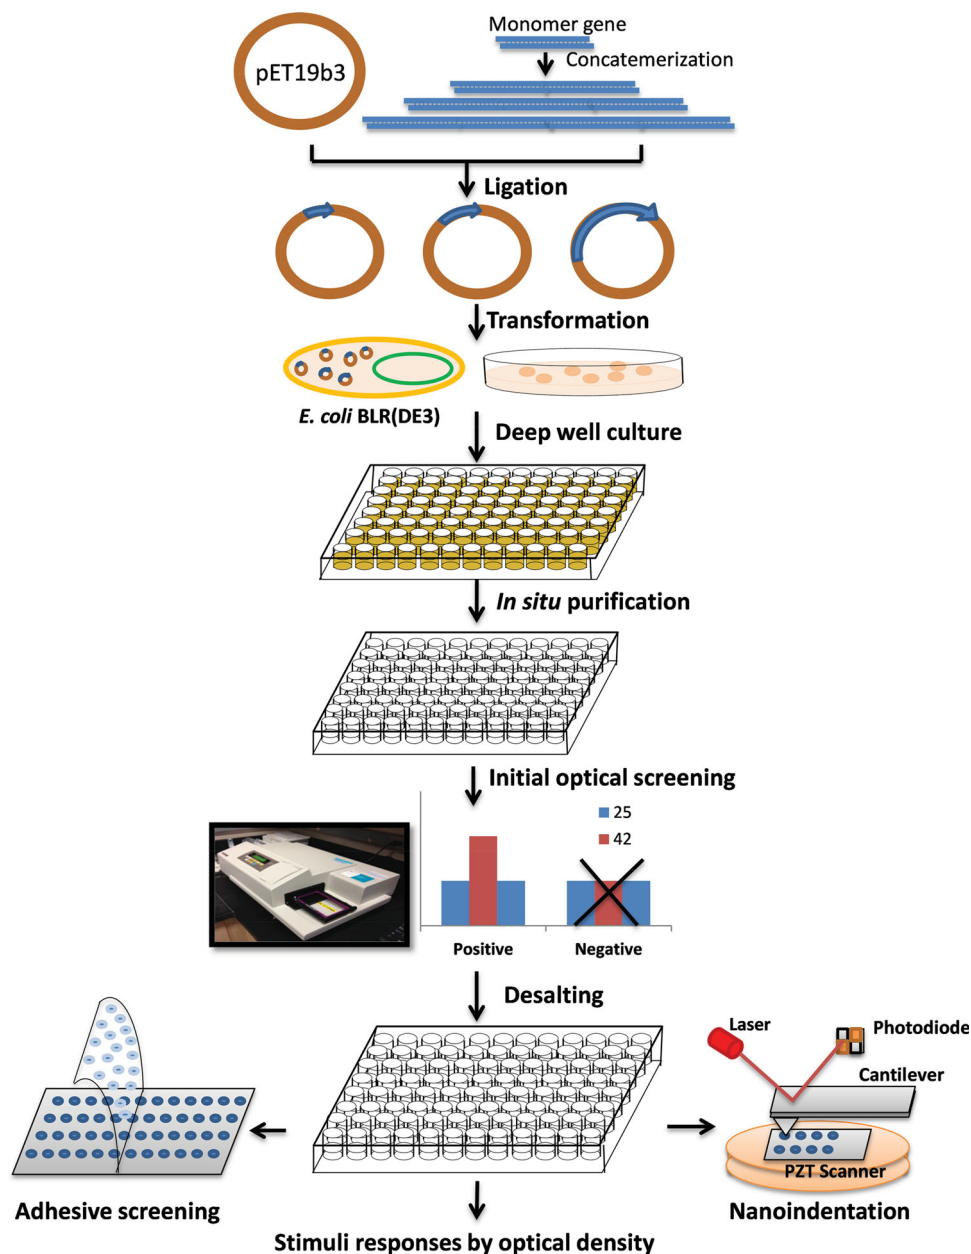 pET19b3
Monomer gene
Concatemerization
Ligation
Transformation
E. coli BLR(DE3)
Deep well culture
In situ purification
Initial optical screening
25
42
Positive
Negative
Desalting
Laser
Photodiode
Cantilever
PZT Scanner
Adhesive screening
Nanoindentation
Stimuli responses by optical density